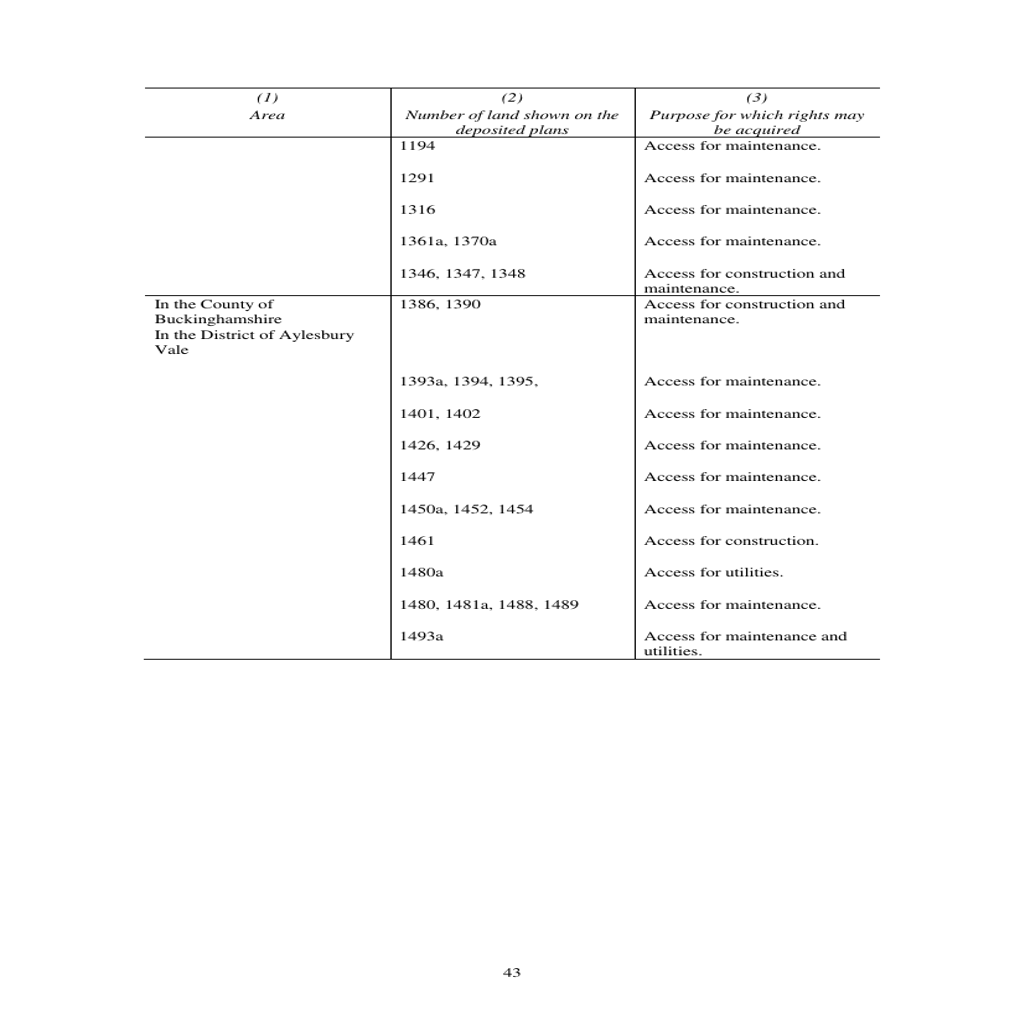 (1) (2) (3)
Area Number of land shown on the Purpose for which rights may
deposited plans be acquired
1194 Access for maintenance.
1291 Access for maintenance.
1316 Access for maintenance.
1361a, 1370a Access for maintenance.
1346, 1347, 1348 Access for construction and
maintenance.
In the County of 1386, 1390 Access for construction and
Buckinghamshire maintenance.
In the District of Aylesbury
Vale
1393a, 1394, 1395, Access for maintenance.
1401, 1402 Access for maintenance.
1426, 1429 Access for maintenance.
1447 Access for maintenance.
1450a, 1452, 1454 Access for maintenance.
1461 Access for construction.
1480a Access for utilities.
1480, 1481a, 1488, 1489 Access for maintenance.
1493a Access for maintenance and
utilities.
43